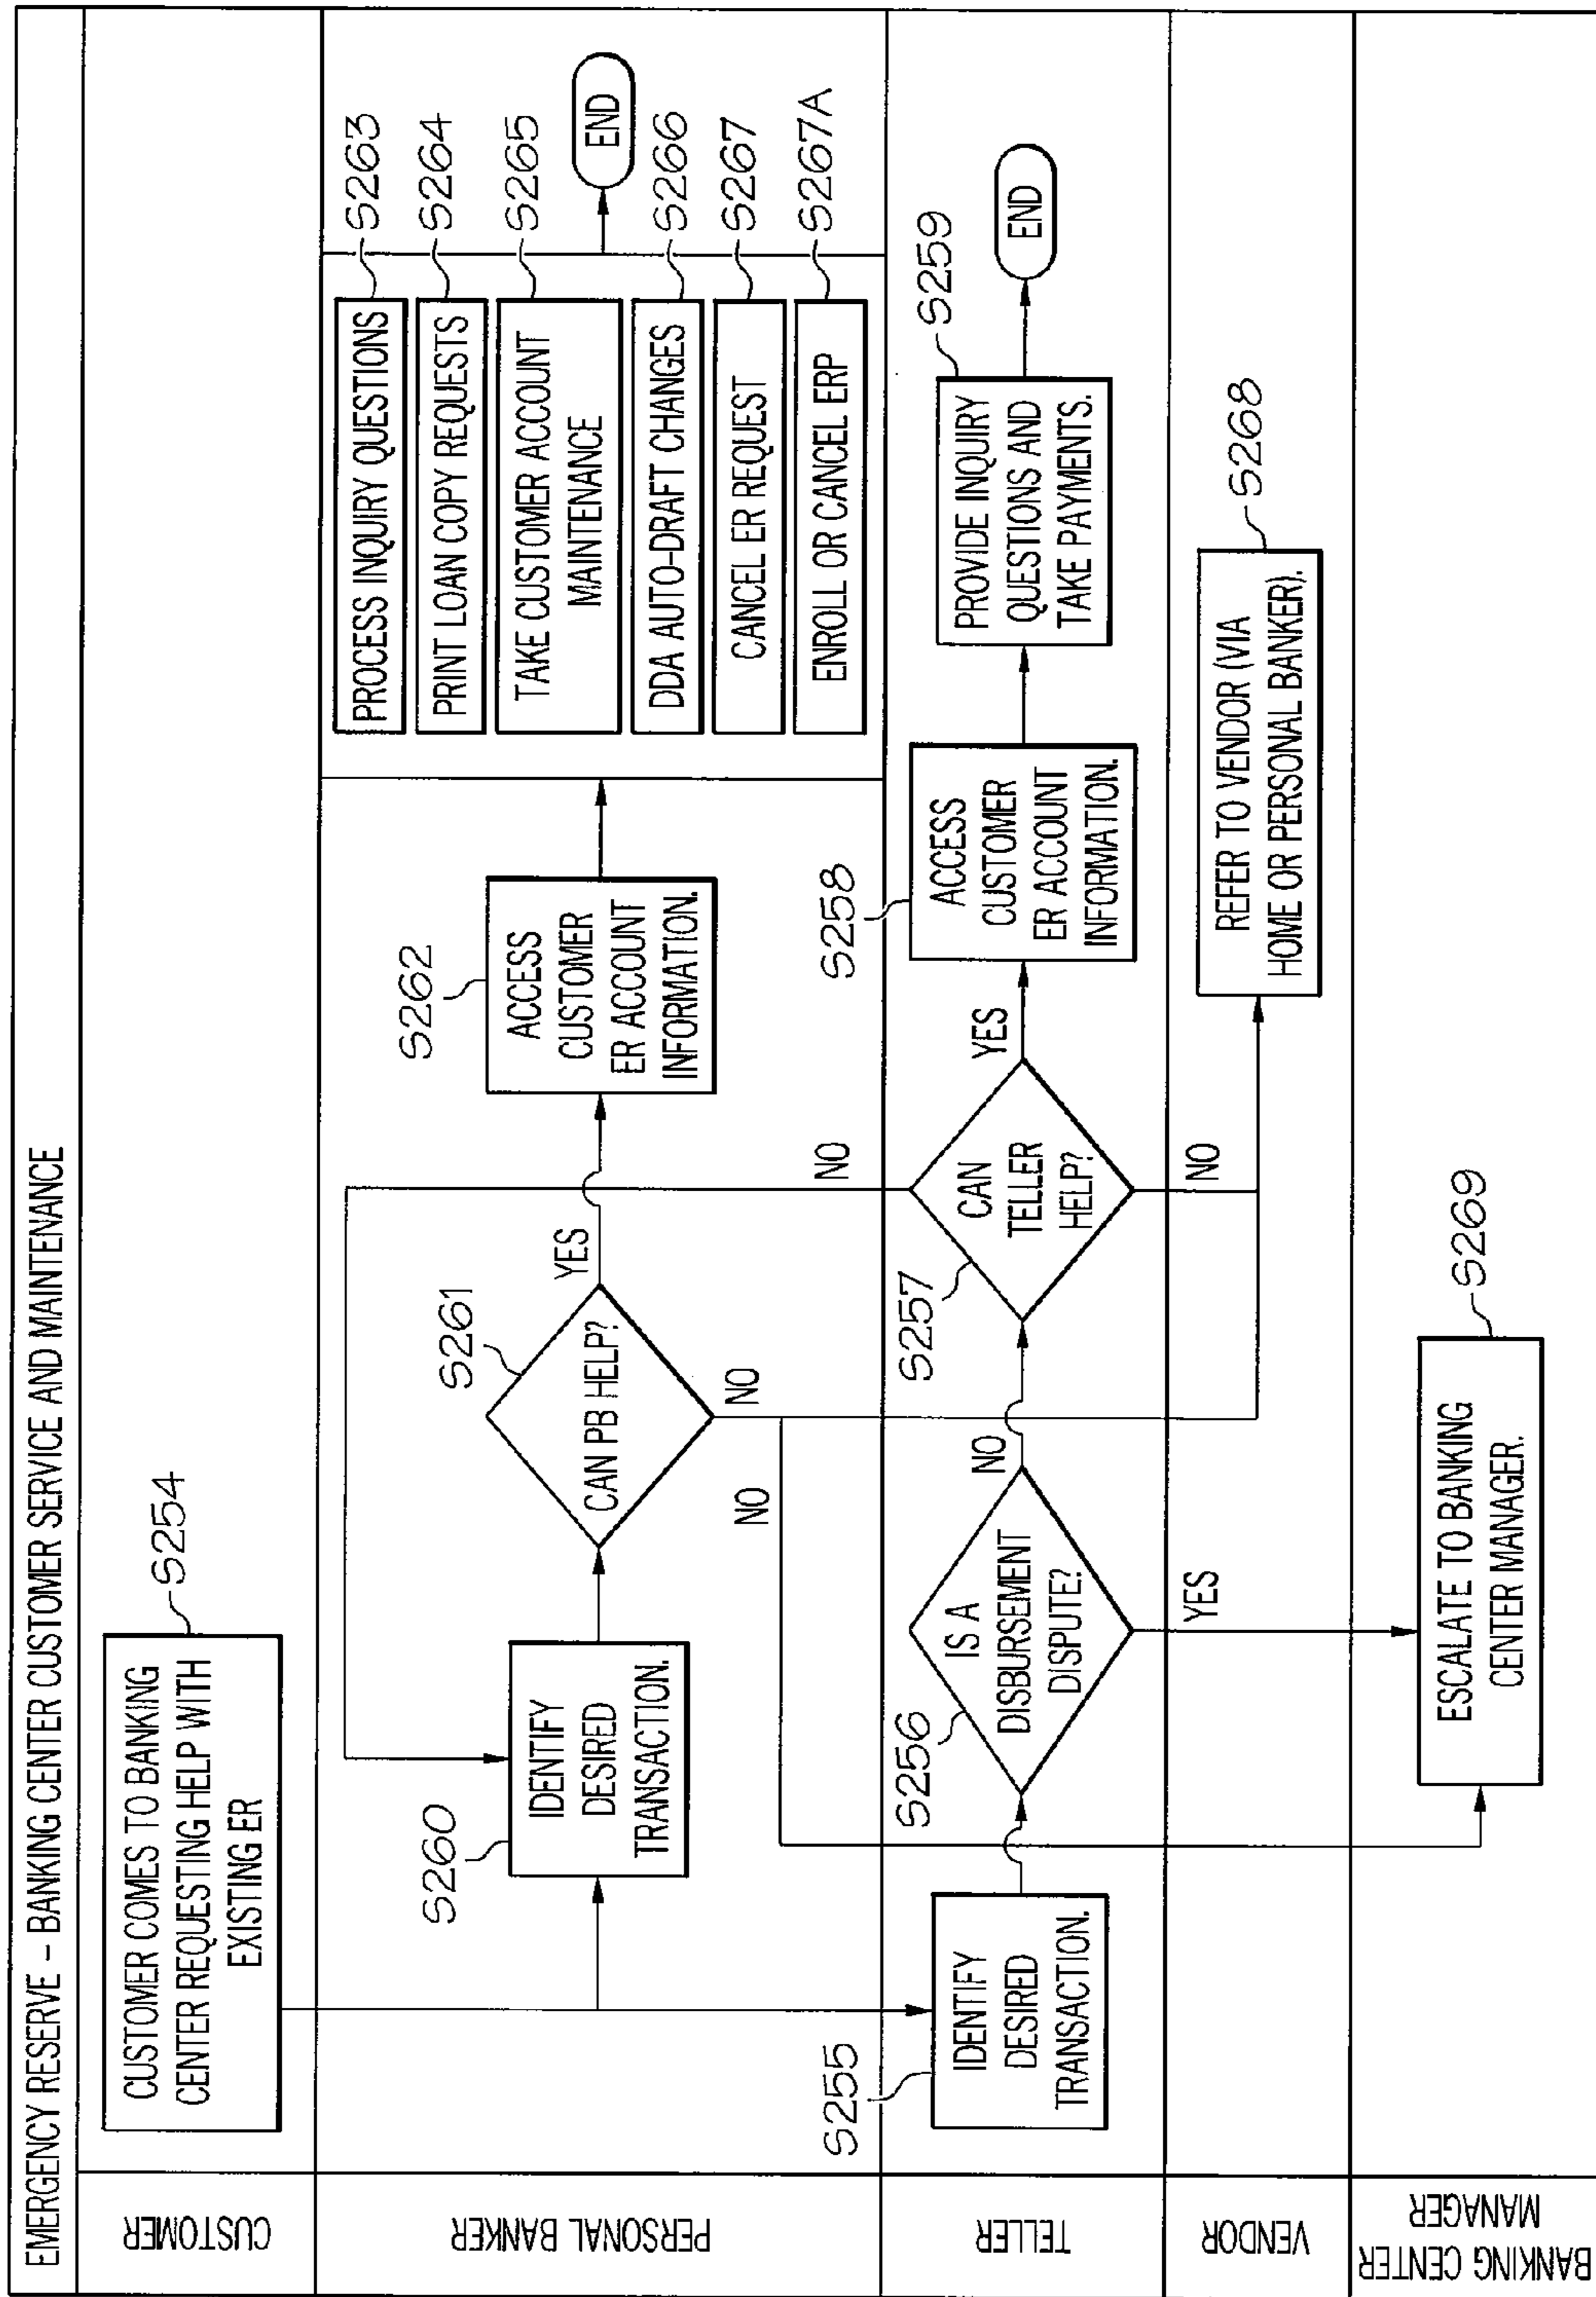 EMERGENCY RESERVE – BANKING CENTER CUSTOMER SERVICE AND MAINTENANCE
CUSTOMER
CUSTOMER COMES TO BANKING
CENTER REQUESTING HELP WITH
EXISTING ER
S254
PERSONAL BANKER
S260
IDENTIFY
DESIRED
TRANSACTION.
S261
CAN PB HELP?
YES
NO
NO
S262
ACCESS
CUSTOMER
ER ACCOUNT
INFORMATION.
PROCESS INQUIRY QUESTIONS
S263
PRINT LOAN COPY REQUESTS
S264
TAKE CUSTOMER ACCOUNT
MAINTENANCE
S265
DDA AUTO-DRAFT CHANGES
S266
CANCEL ER REQUEST
S267
ENROLL OR CANCEL ERP
S267A
END
TELLER
S255
IDENTIFY
DESIRED
TRANSACTION.
S256
IS A
DISBURSEMENT
DISPUTE?
NO
YES
S257
CAN
TELLER
HELP?
NO
YES
NO
S258
ACCESS
CUSTOMER
ER ACCOUNT
INFORMATION.
S259
PROVIDE INQUIRY
QUESTIONS AND
TAKE PAYMENTS.
END
VENDOR
REFER TO VENDOR (VIA
HOME OR PERSONAL BANKER).
S268
BANKING CENTER
MANAGER
ESCALATE TO BANKING
CENTER MANAGER.
S269